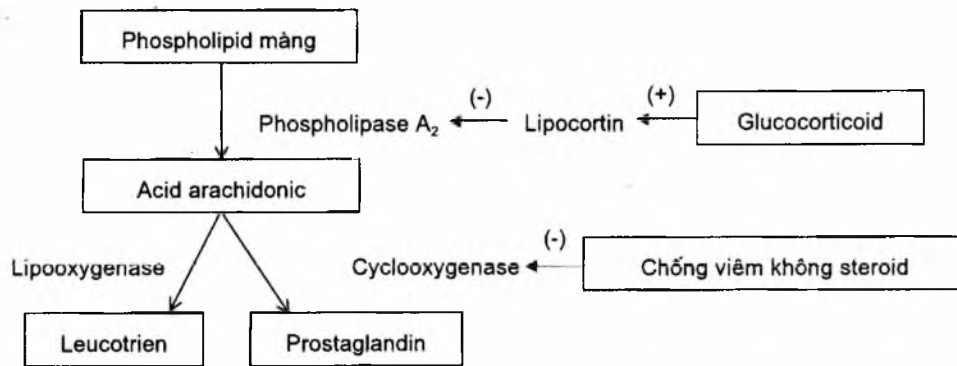 Phospholipid màng
(-)
(+)
Phospholipase A₂
Lipocortin
Glucocorticoid
Acid arachidonic
(-)
Lipooxygenase
Cyclooxygenase
Chống viêm không steroid
Leucotrien
Prostaglandin